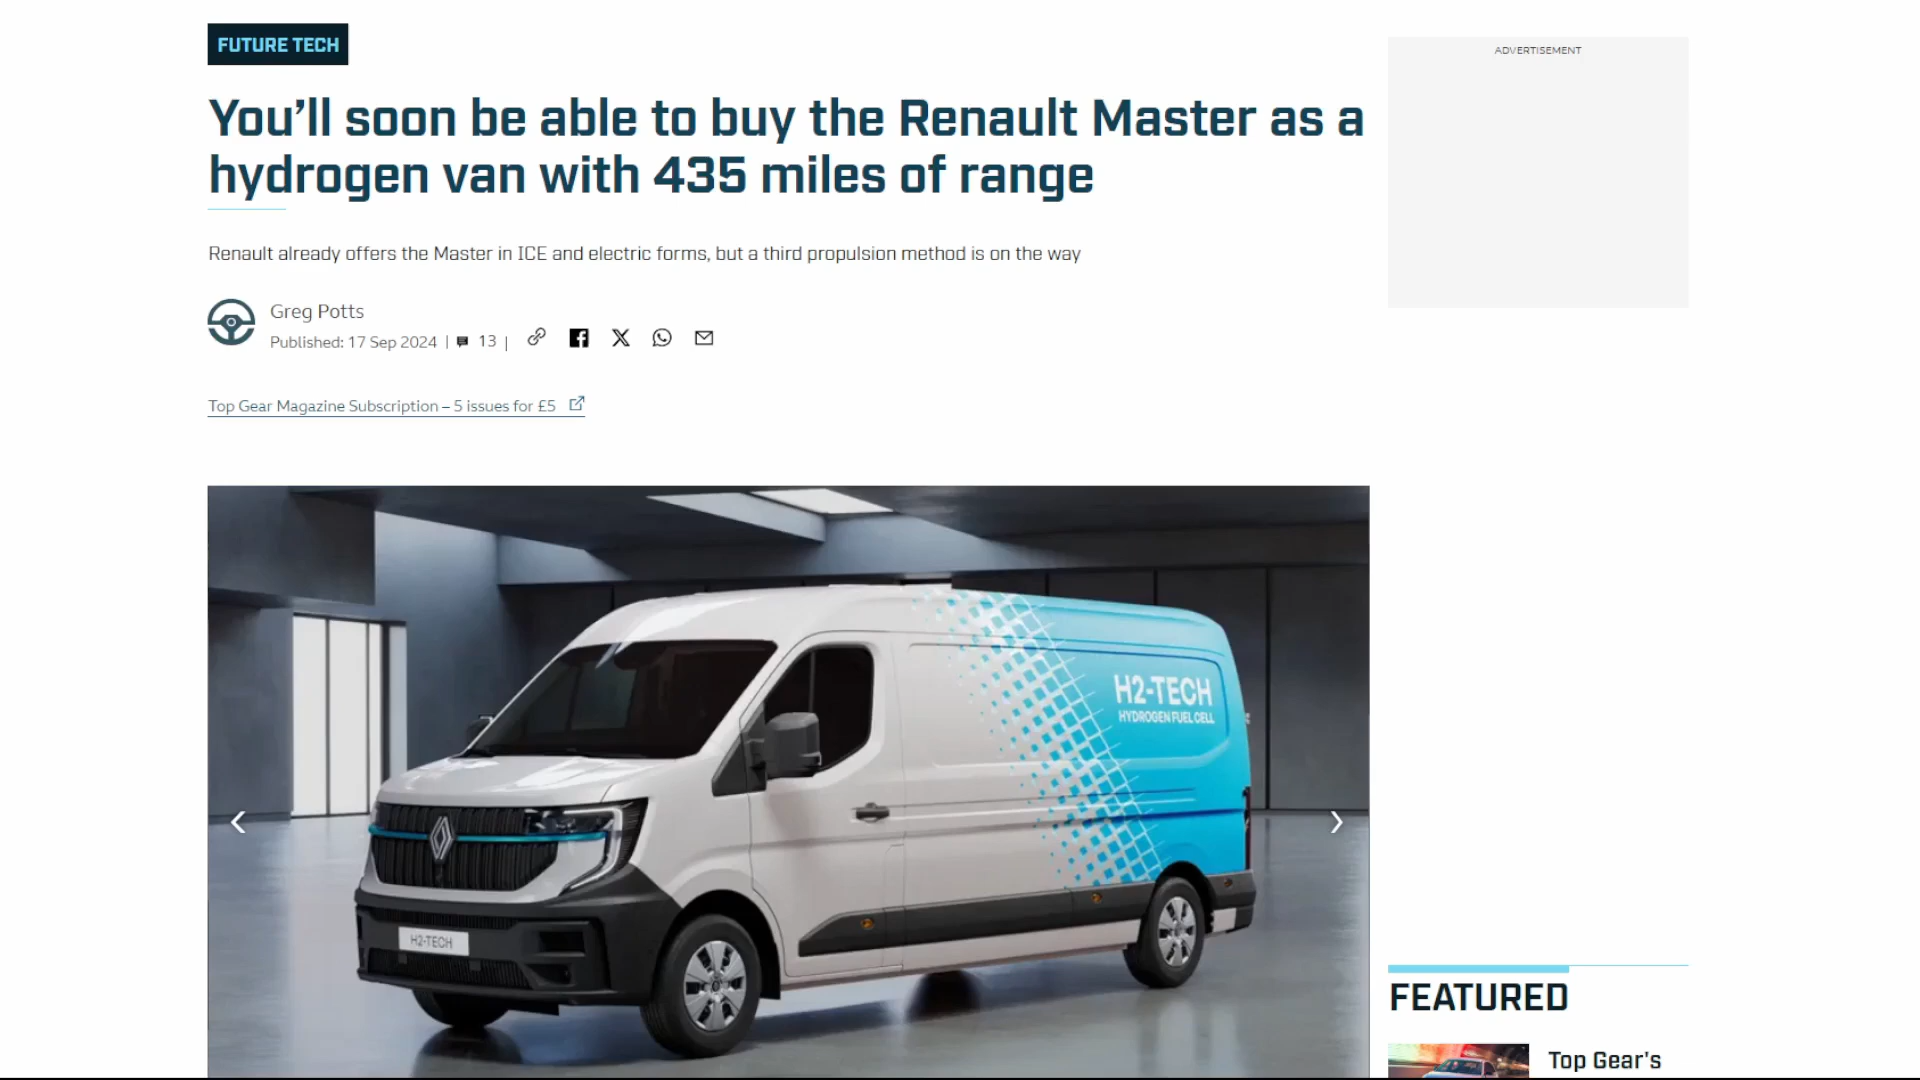 FUTURE TECH
ADVERTISEMENT
You’ll soon be able to buy the Renault Master as a
hydrogen van with 435 miles of range
Renault already offers the Master in ICE and electric forms, but a third propulsion method is on the way
Greg Potts
Published: 17 Sep 2024 | 13 |
Top Gear Magazine Subscription – 5 issues for £5
H2-TECH
HYDROGEN FUEL CELL
H2-TECH
FEATURED
Top Gear's